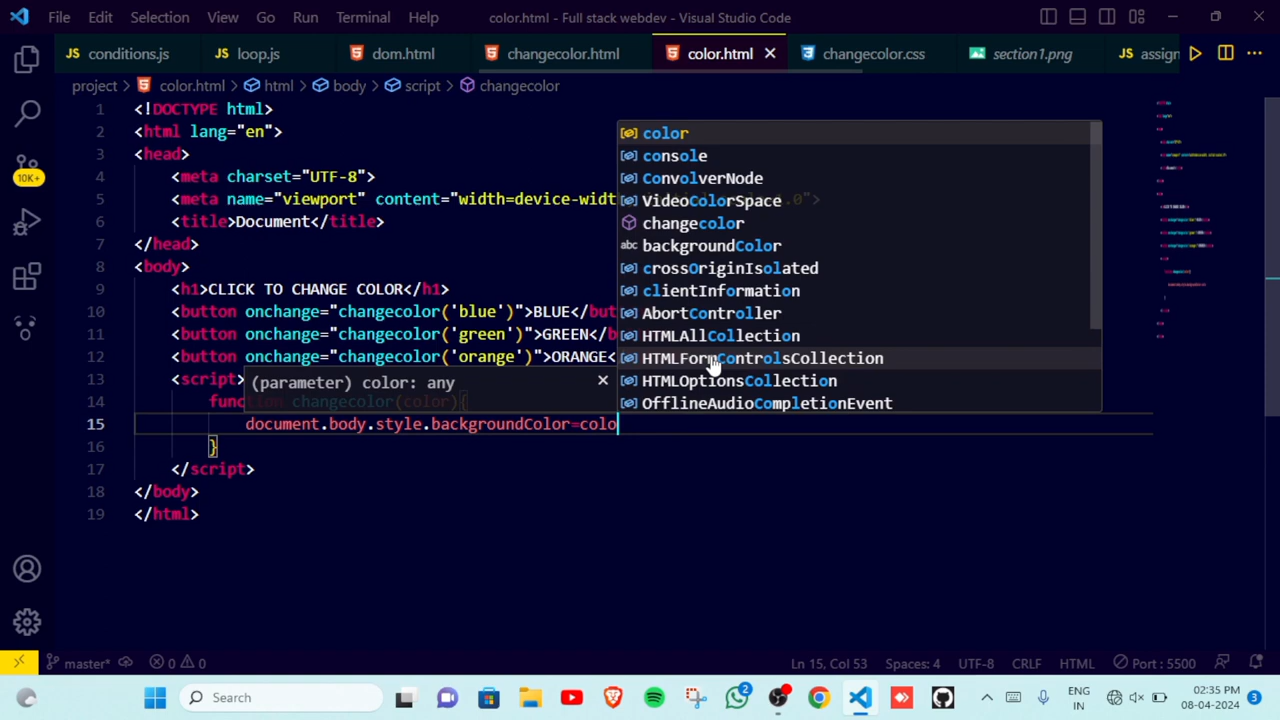 File Edit Selection View Go Run Terminal Help color.html - Full stack webdev - Visual Studio Code
JS conditions.js JS loop.js dom.html changecolor.html color.html changecolor.css section1.png JS assign
project > color.html > html > body > script > changecolor
1 <!DOCTYPE html>
2 <html lang="en">
3 <head>
4 <meta charset="UTF-8">
5 <meta name="viewport" content="width=device-widt .0">
6 <title>Document</title>
7 </head>
8 <body>
9 <h1>CLICK TO CHANGE COLOR</h1>
10 <button onchange="changecolor('blue')">BLUE</but
11 <button onchange="changecolor('green')">GREEN</b
12 <button onchange="changecolor('orange')">ORANGE<
13 <script>
14 function changecolor(color){
15 document.body.style.backgroundColor=colo
16 }
17 </script>
18 </body>
19 </html>
color
console
ConvolverNode
VideoColorSpace
changecolor
abc backgroundColor
crossOriginIsolated
clientInformation
AbortController
HTMLAllCollection
HTMLFormControlsCollection
HTMLOptionsCollection
OfflineAudioCompletionEvent
(parameter) color: any
10K+
master* 0 0 Ln 15, Col 53 Spaces: 4 UTF-8 CRLF HTML Port : 5500
Search 2 ENG IN 02:35 PM 08-04-2024 3